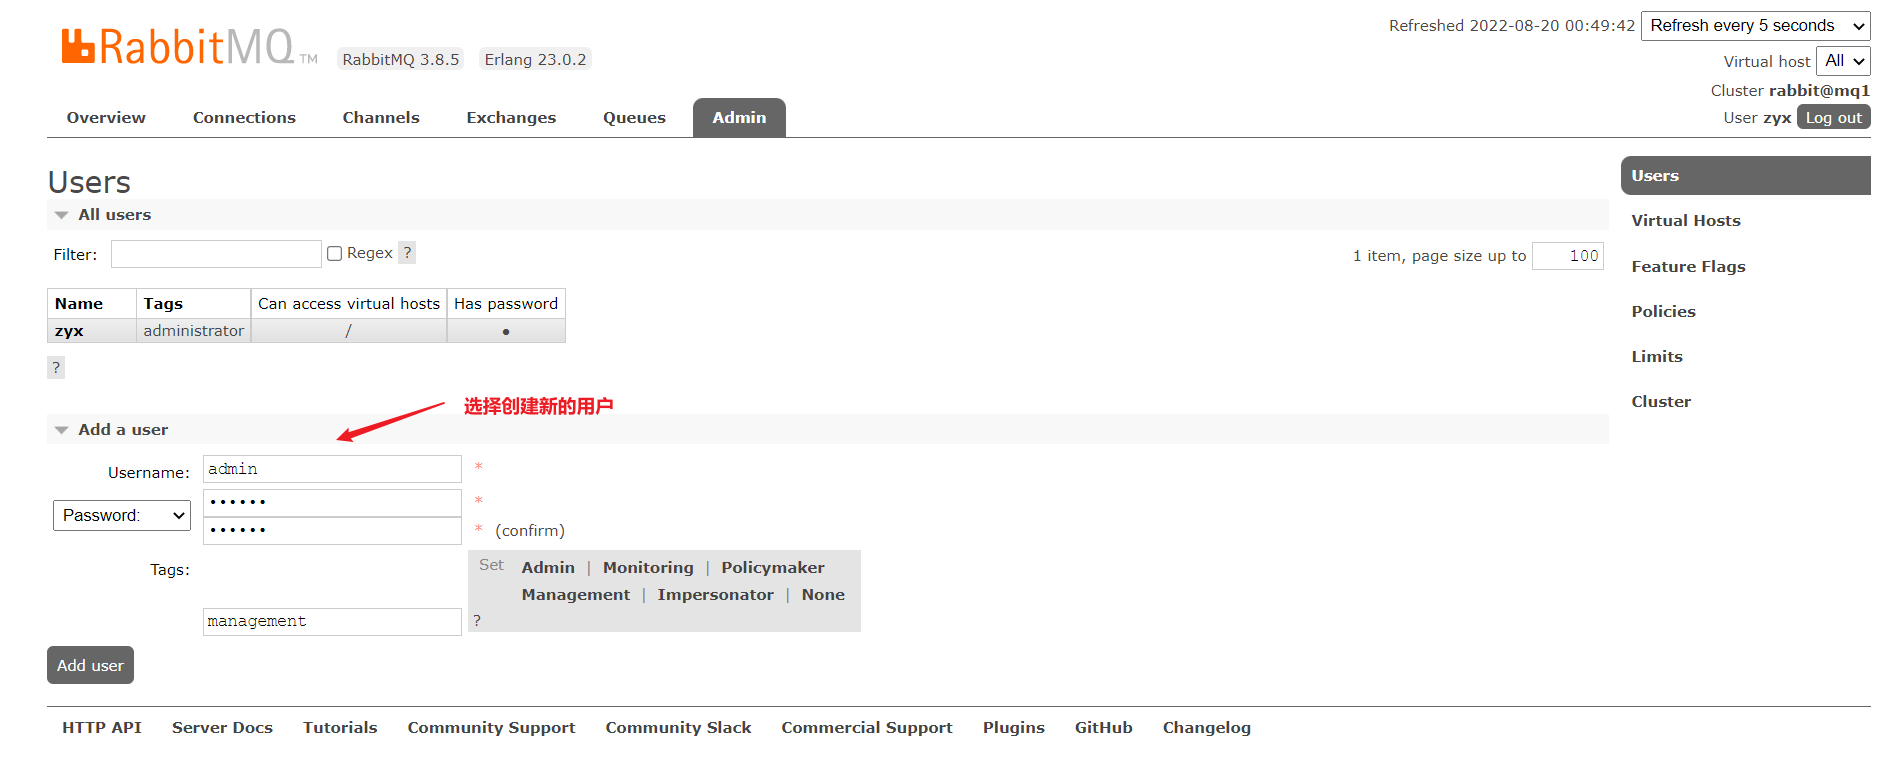 RabbitMQ TM RabbitMQ 3.8.5 Erlang 23.0.2
Refreshed 2022-08-20 00:49:42 Refresh every 5 seconds
Virtual host All
Cluster rabbit@mq1
User zyx Log out
Overview Connections Channels Exchanges Queues Admin
Users
All users
Filter: Regex ? 1 item, page size up to 100
Name Tags Can access virtual hosts Has password
zyx administrator / ●
?
选择创建新的用户
Add a user
Username: admin *
Password: •••••• *
•••••• * (confirm)
Tags: Set Admin | Monitoring | Policymaker
Management | Impersonator | None
management ?
Add user
Users
Virtual Hosts
Feature Flags
Policies
Limits
Cluster
HTTP API Server Docs Tutorials Community Support Community Slack Commercial Support Plugins GitHub Changelog